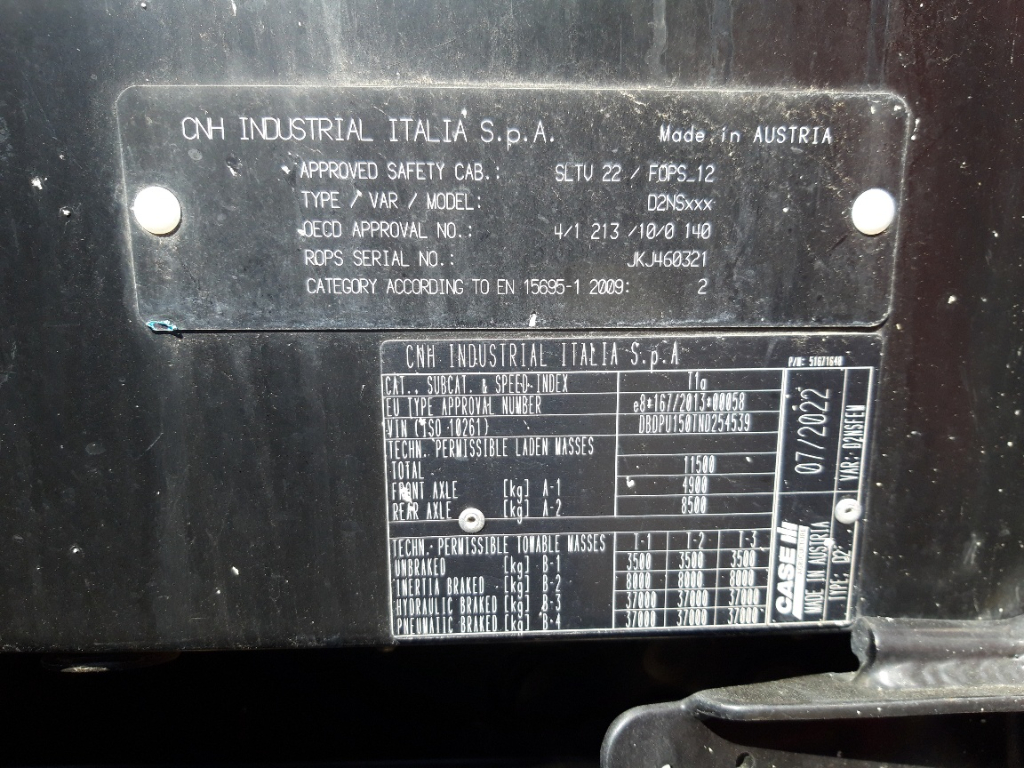 CNH INDUSTRIAL ITALIA S.p.A. Made in AUSTRIA
APPROVED SAFETY CAB.: SLTV 22 / FOPS_12
TYPE / VAR / MODEL: D2NSxxx
OECD APPROVAL NO.: 4/1 213 /10/0 140
ROPS SERIAL NO.: JKJ460321
CATEGORY ACCORDING TO EN 15695-1 2009: 2
CNH INDUSTRIAL ITALIA S.p.A
P/N: 51671640
CAT., SUBCAT. & SPEED INDEX T1a
EU TYPE APPROVAL NUMBER e8*167/2013*00058
VIN (ISO 10261) DBDPU150TND254539
TECHN. PERMISSIBLE LADEN MASSES
TOTAL 11500
FRONT AXLE [kg] A-1 4900
REAR AXLE [kg] A-2 8500
TECHN. PERMISSIBLE TOWABLE MASSES T-1 T-2 T-3
UNBRAKED [kg] B-1 3500 3500 3500
INERTIA BRAKED [kg] B-2 8000 8000 8000
HYDRAULIC BRAKED [kg] B-3 37000 37000 37000
PNEUMATIC BRAKED [kg] B-4 37000 37000 37000
07/2022
CASE IH
MADE IN AUSTRIA
TYPE: D2 VAR: D2NSFEN